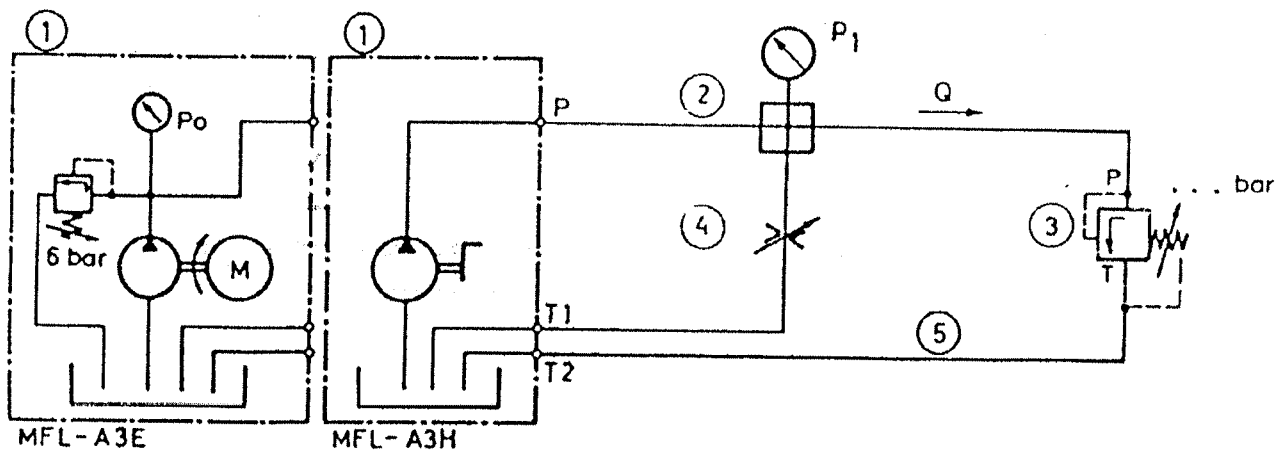 1
1
P1
P
2
Q
Po
P
. . . bar
4
3
6 bar
M
T
T1
5
T2
MFL-A3E
MFL-A3H